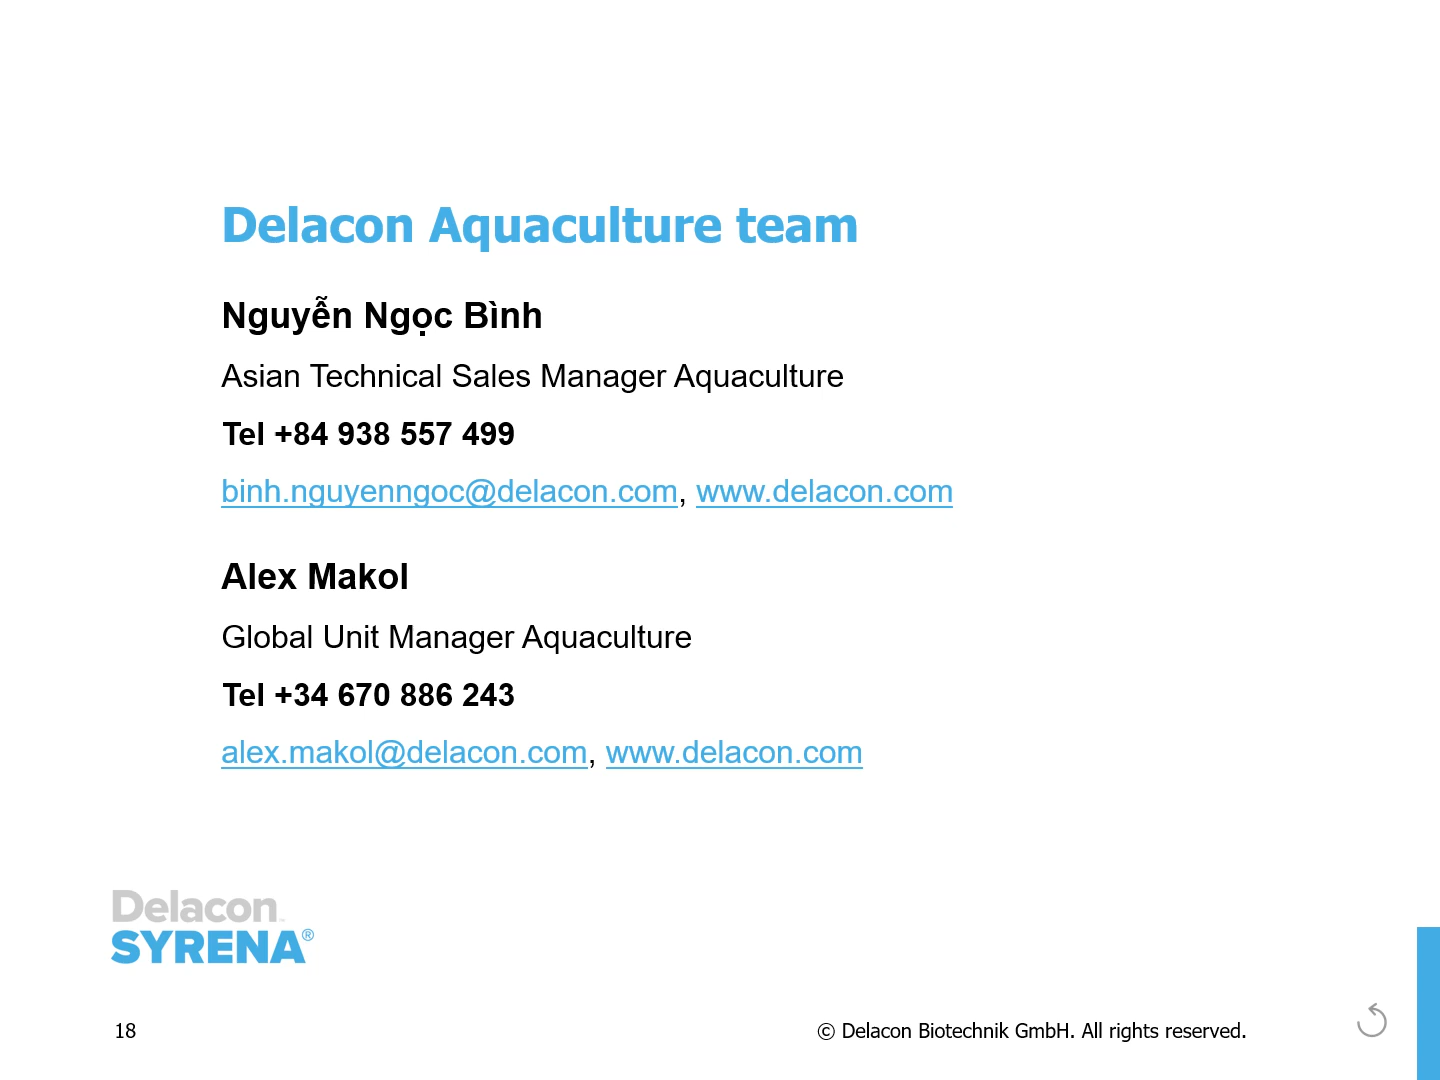 Delacon Aquaculture team
Nguyễn Ngọc Bình
Asian Technical Sales Manager Aquaculture
Tel +84 938 557 499
binh.nguyenngoc@delacon.com, www.delacon.com
Alex Makol
Global Unit Manager Aquaculture
Tel +34 670 886 243
alex.makol@delacon.com, www.delacon.com
Delacon™
SYRENA®
18
© Delacon Biotechnik GmbH. All rights reserved.